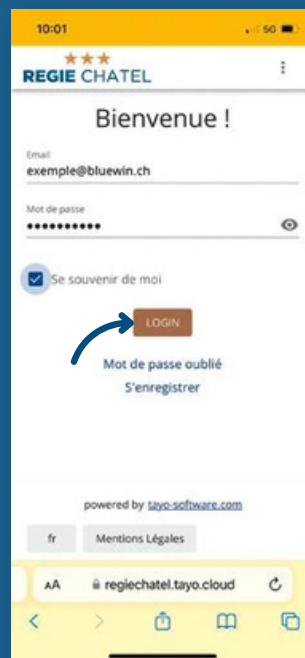 10:01
5G
REGIE CHATEL
Bienvenue !
Email
exemple@bluewin.ch
Mot de passe
••••••••••
Se souvenir de moi
LOGIN
Mot de passe oublié
S'enregistrer
powered by tayo-software.com
fr Mentions Légales
AA regiechatel.tayo.cloud